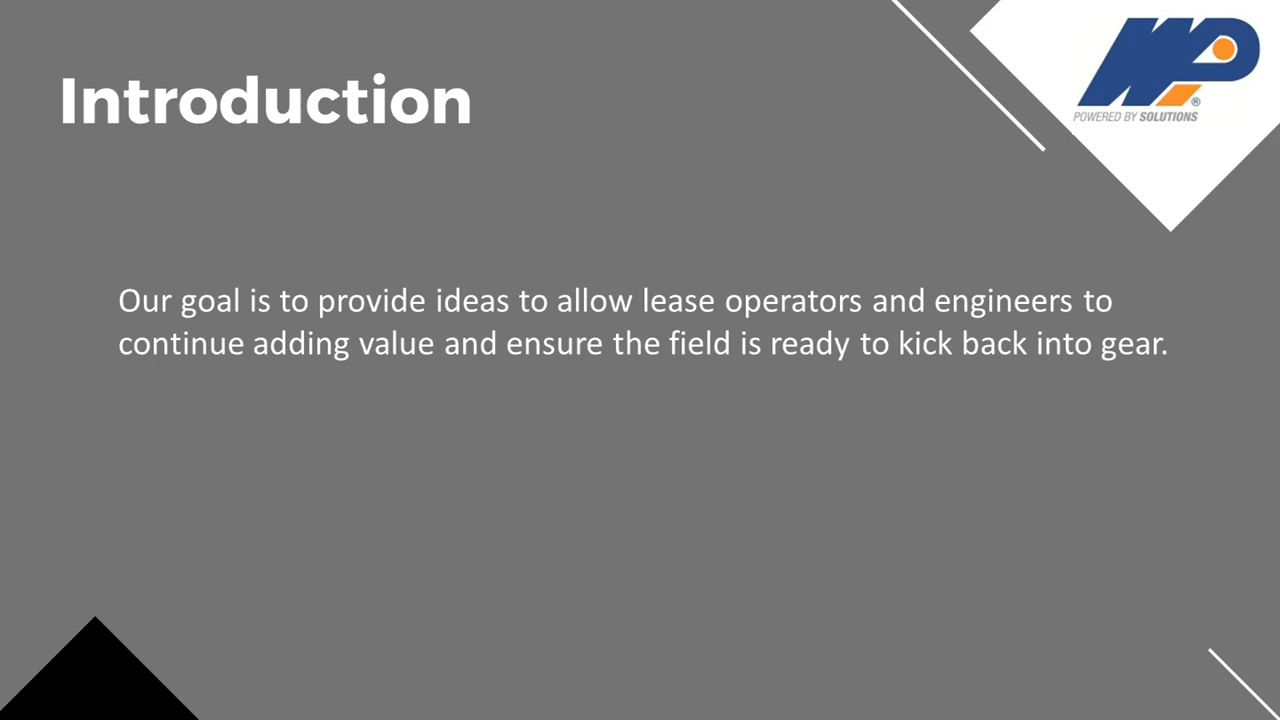 Introduction
WP
®
POWERED BY SOLUTIONS
Our goal is to provide ideas to allow lease operators and engineers to
continue adding value and ensure the field is ready to kick back into gear.